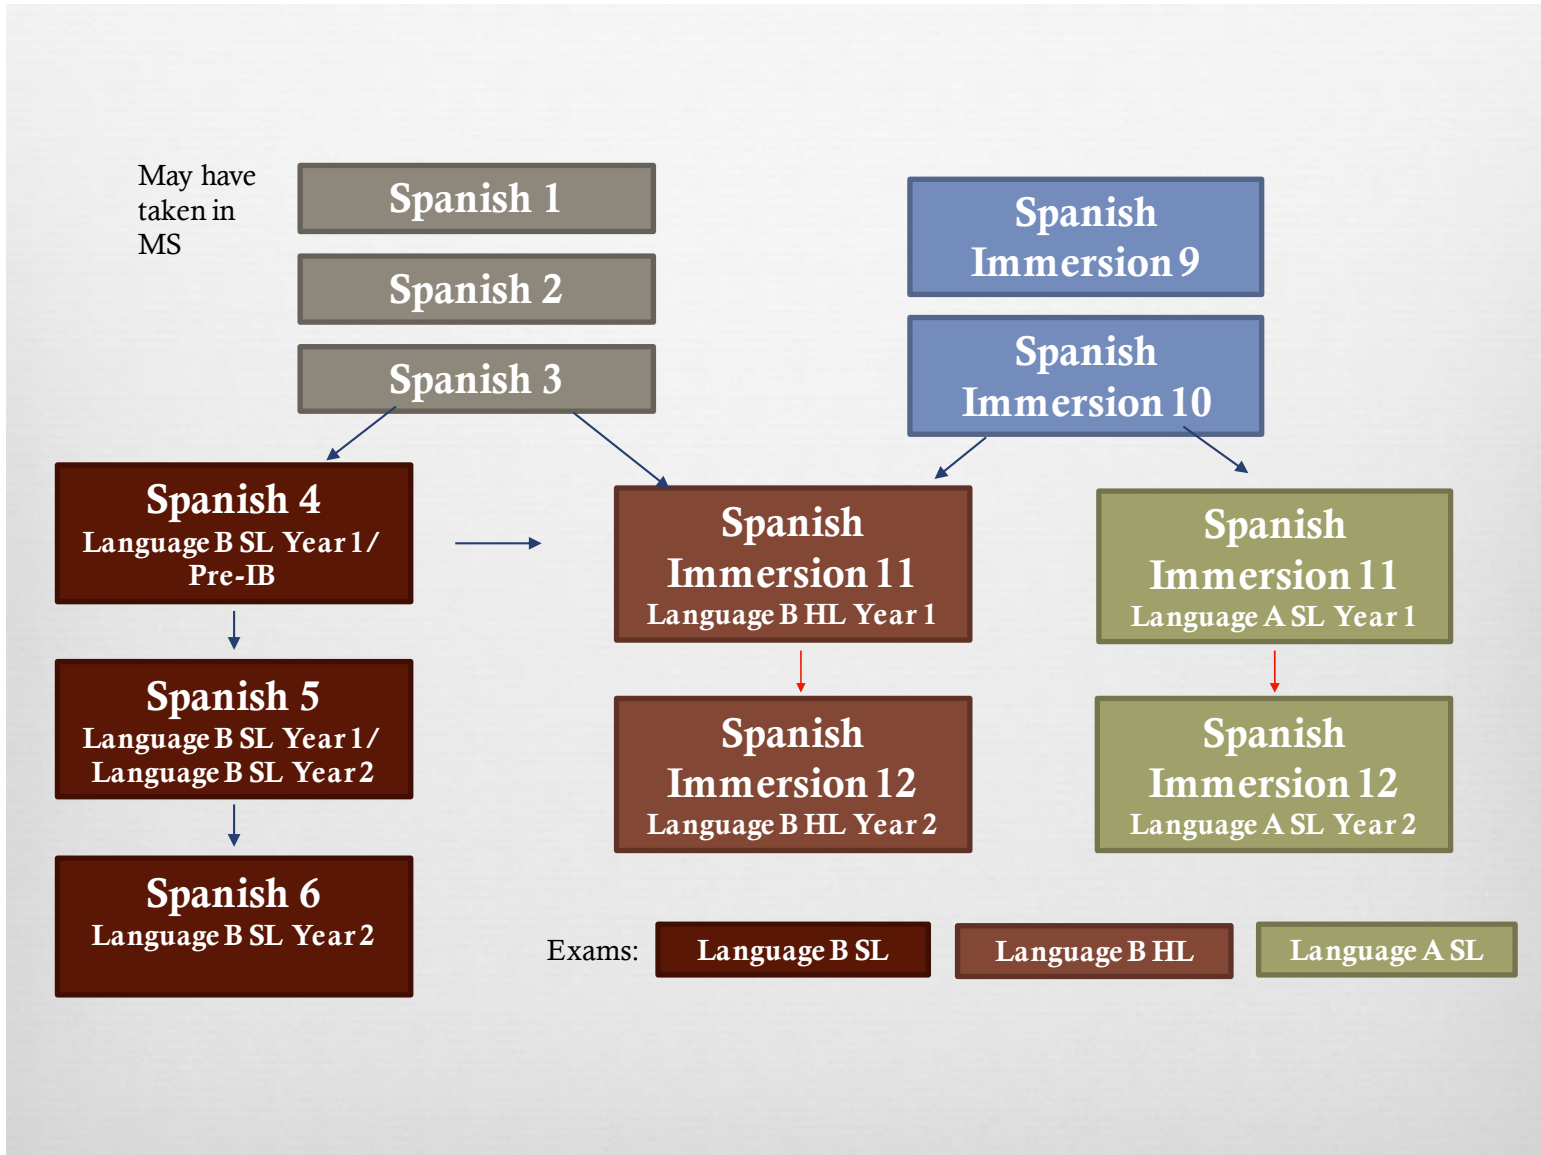 May have
taken in
MS
Spanish 1
Spanish 2
Spanish 3
Spanish
Immersion 9
Spanish
Immersion 10
Spanish 4
Language B SL Year 1/
Pre-IB
Spanish 5
Language B SL Year 1/
Language B SL Year 2
Spanish 6
Language B SL Year 2
Spanish
Immersion 11
Language B HL Year 1
Spanish
Immersion 12
Language B HL Year 2
Spanish
Immersion 11
Language A SL Year 1
Spanish
Immersion 12
Language A SL Year 2
Exams:
Language B SL
Language B HL
Language A SL